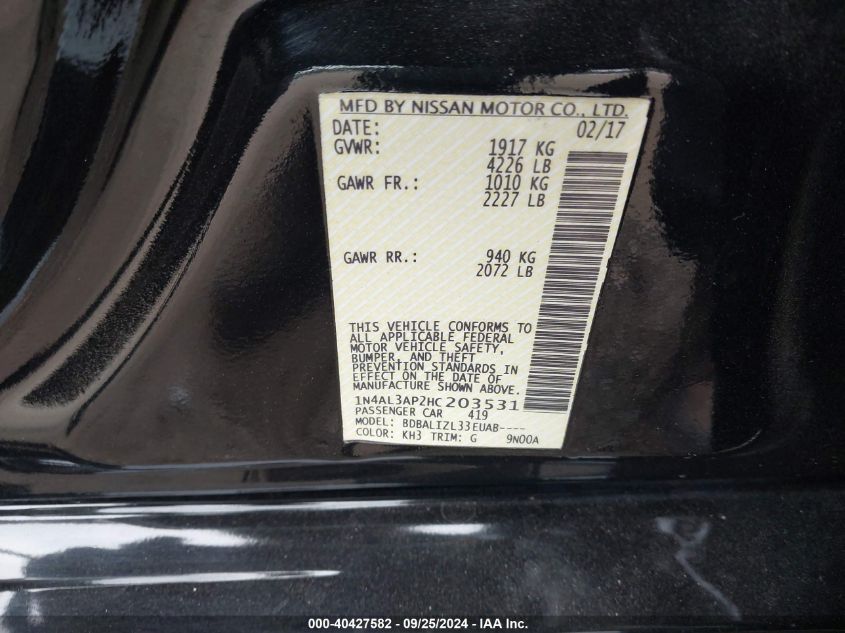 MFD BY NISSAN MOTOR CO., LTD.
DATE: 02/17
GVWR: 1917 KG
4226 LB
GAWR FR.: 1010 KG
2227 LB
GAWR RR.: 940 KG
2072 LB
THIS VEHICLE CONFORMS TO
ALL APPLICABLE FEDERAL
MOTOR VEHICLE SAFETY,
BUMPER, AND THEFT
PREVENTION STANDARDS IN
EFFECT ON THE DATE OF
MANUFACTURE SHOWN ABOVE.
1N4AL3AP2HC203531
PASSENGER CAR 419
MODEL: BDBALIZL33EUAB----
COLOR: KH3 TRIM: G 9N00A
000-40427582 - 09/25/2024 - IAA Inc.